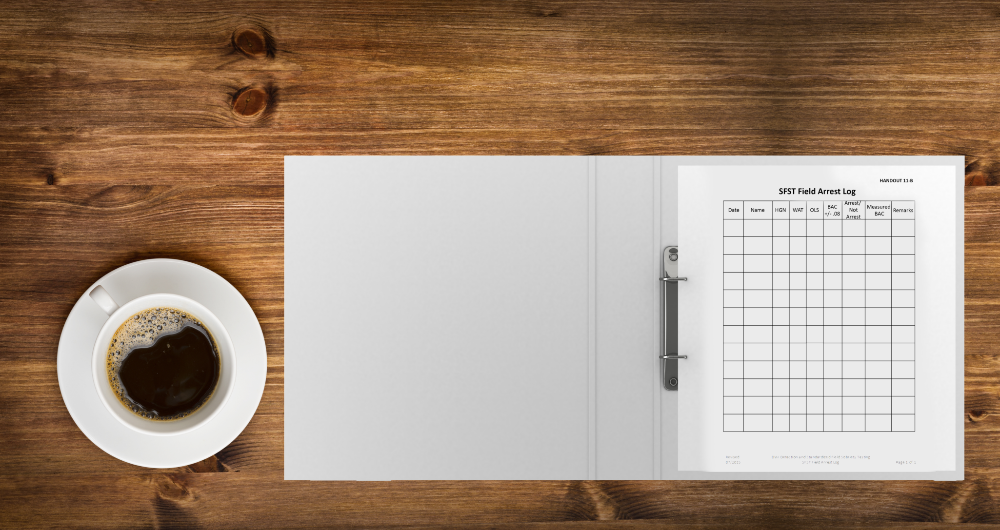 HANDOUT 11-B
SFST Field Arrest Log
Date Name HGN WAT OLS BAC +/- .08 Arrest/ Not Arrest Measured BAC Remarks
Revised: DWI Detection and Standardized Field Sobriety Testing
07/2015 SFST Field Arrest Log Page 1 of 1